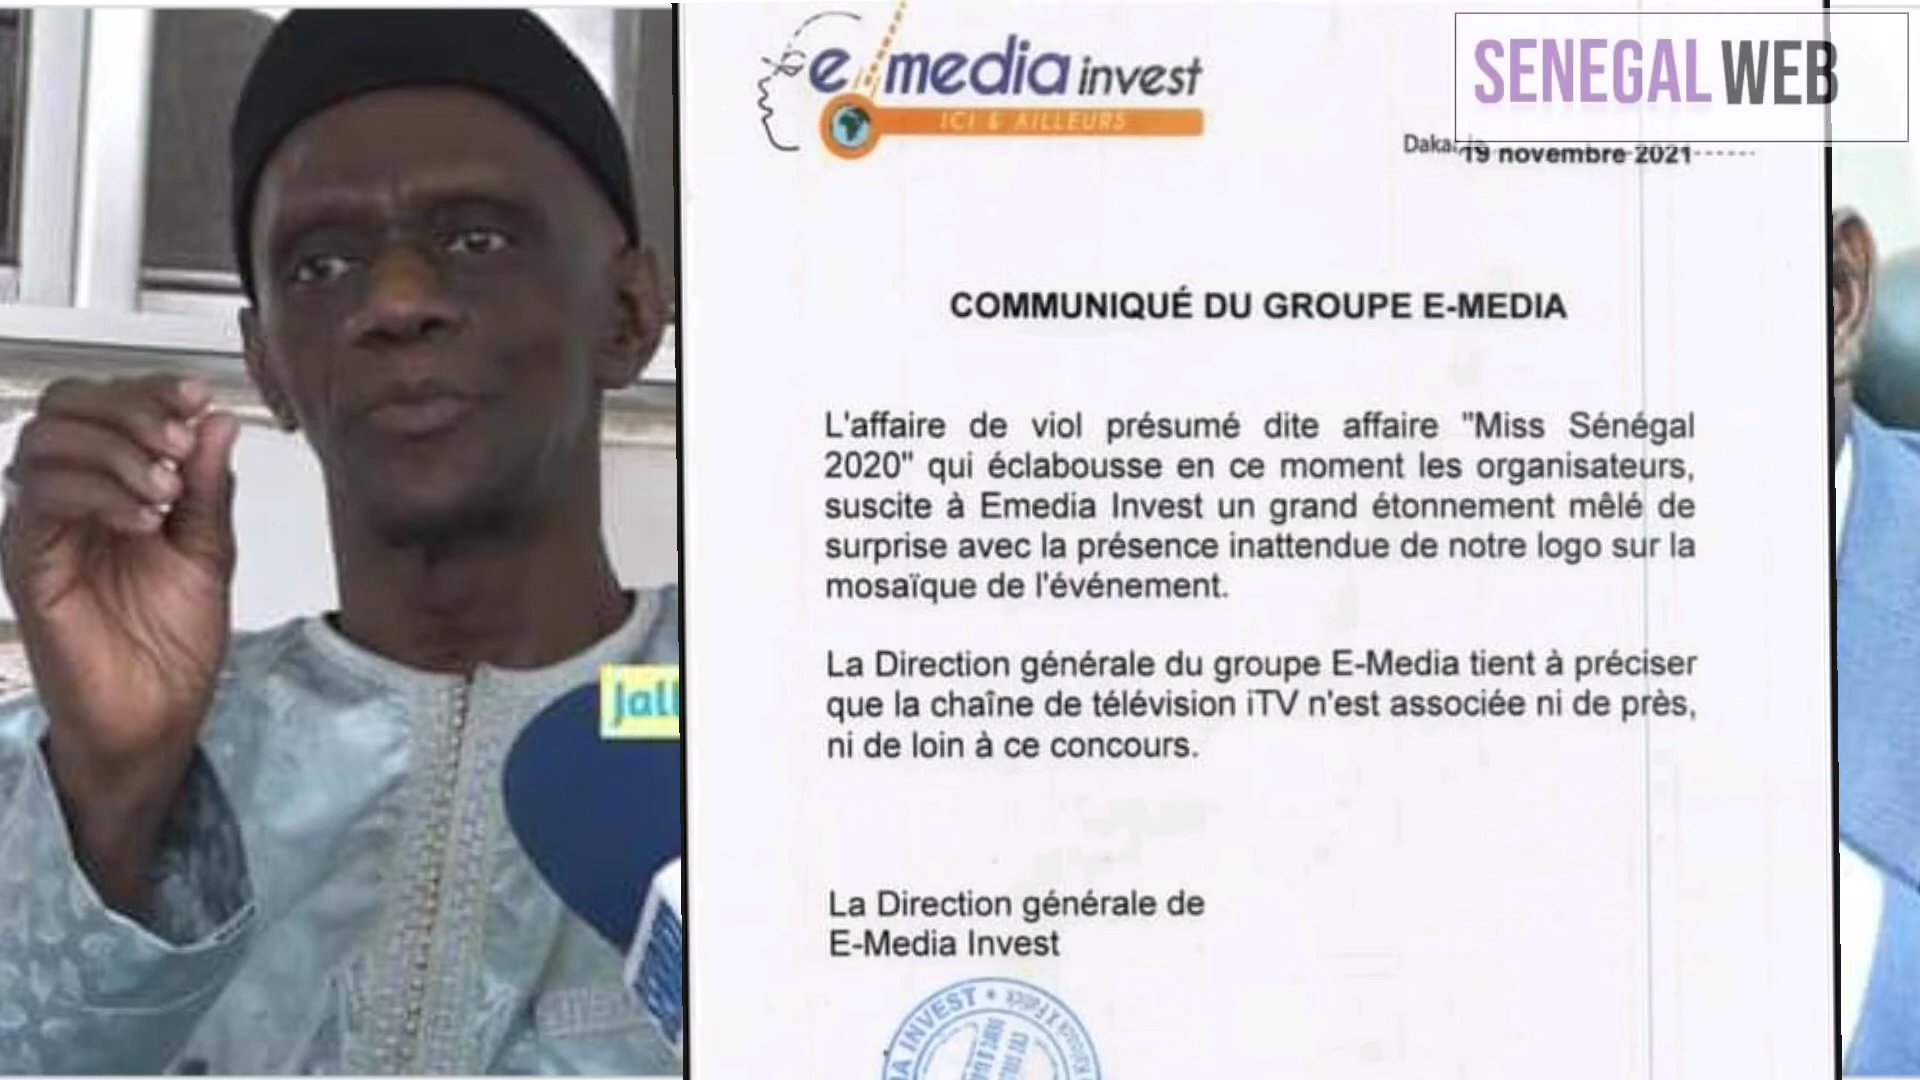 e media invest
ICI & AILLEURS
SENEGAL WEB
19 novembre 2021
COMMUNIQUÉ DU GROUPE E-MEDIA
L'affaire de viol présumé dite affaire "Miss Sénégal
2020" qui éclabousse en ce moment les organisateurs,
suscite à Emedia Invest un grand étonnement mêlé de
surprise avec la présence inattendue de notre logo sur la
mosaïque de l'événement.
La Direction générale du groupe E-Media tient à préciser
que la chaîne de télévision iTV n'est associée ni de près,
ni de loin à ce concours.
Jall
La Direction générale de
E-Media Invest
INVEST